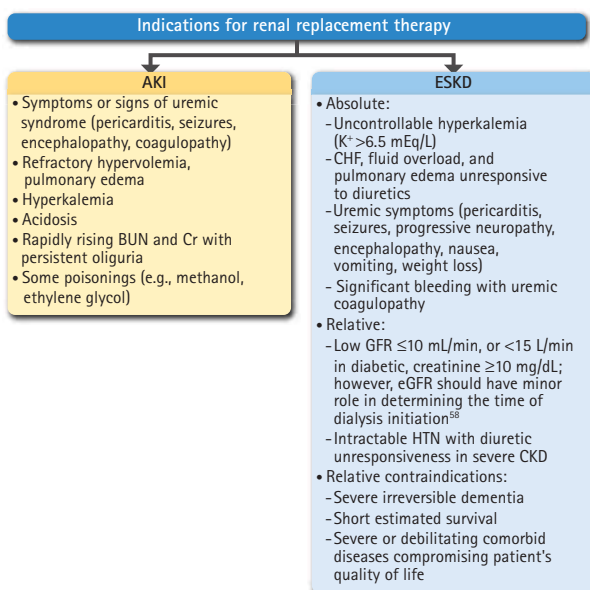 Indications for renal replacement therapy
AKI
• Symptoms or signs of uremic
syndrome (pericarditis, seizures,
encephalopathy, coagulopathy)
• Refractory hypervolemia,
pulmonary edema
• Hyperkalemia
• Acidosis
• Rapidly rising BUN and Cr with
persistent oliguria
• Some poisonings (e.g., methanol,
ethylene glycol)
ESKD
• Absolute:
-Uncontrollable hyperkalemia
(K⁺>6.5 mEq/L)
-CHF, fluid overload, and
pulmonary edema unresponsive
to diuretics
-Uremic symptoms (pericarditis,
seizures, progressive neuropathy,
encephalopathy, nausea,
vomiting, weight loss)
- Significant bleeding with uremic
coagulopathy
• Relative:
-Low GFR ≤10 mL/min, or <15 L/min
in diabetic, creatinine ≥10 mg/dL;
however, eGFR should have minor
role in determining the time of
dialysis initiation⁵⁸
-Intractable HTN with diuretic
unresponsiveness in severe CKD
• Relative contraindications:
-Severe irreversible dementia
-Short estimated survival
-Severe or debilitating comorbid
diseases compromising patient's
quality of life